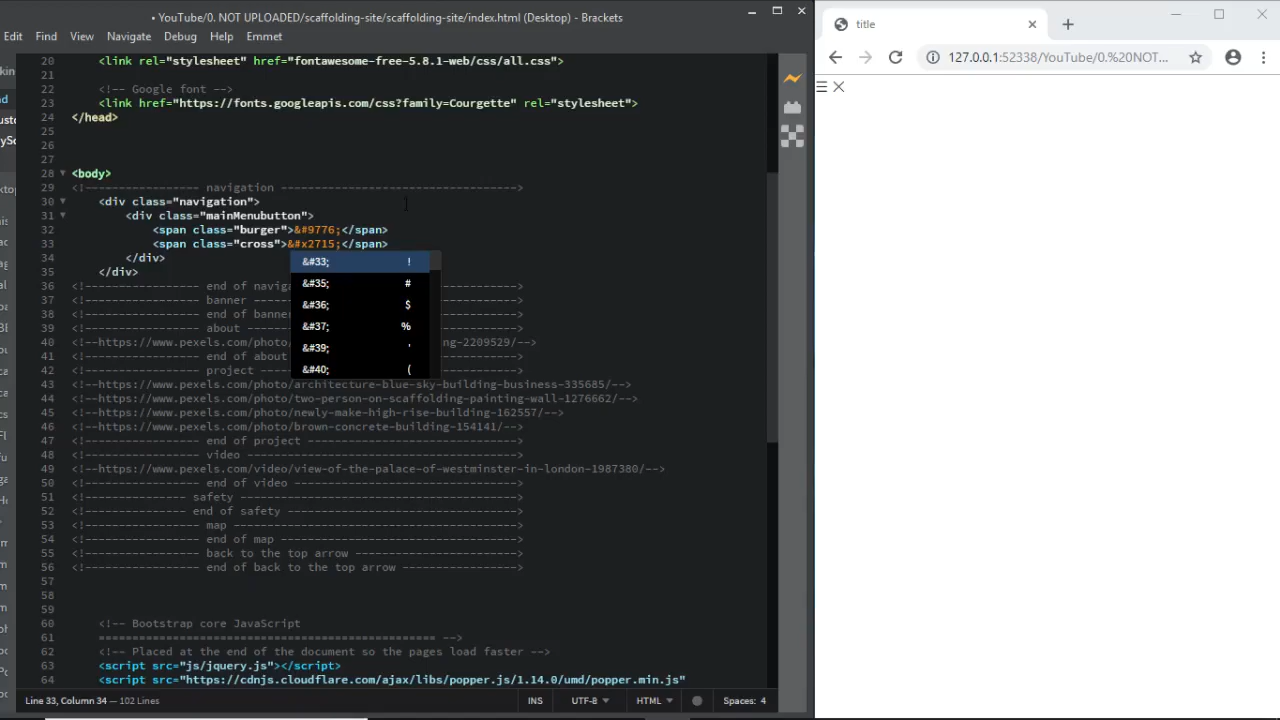 • YouTube/0. NOT UPLOADED/scaffolding-site/scaffolding-site/index.html (Desktop) - Brackets
Edit Find View Navigate Debug Help Emmet
20 <link rel="stylesheet" href="fontawesome-free-5.8.1-web/css/all.css">
21
22 <!-- Google font -->
23 <link href="https://fonts.googleapis.com/css?family=Courgette" rel="stylesheet">
24 </head>
25
26
27
28 <body>
29 <!----------------- navigation ----------------------------------->
30 <div class="navigation">
31 <div class="mainMenubutton">
32 <span class="burger">&#9776;</span>
33 <span class="cross">&#x2715;</span>
34 </div>
35 </div>
&#33; !
&#35; #
&#36; $
&#37; %
&#39; '
&#40; (
36 <!----------------- end of naviga
37 <!----------------- banner
38 <!----------------- end of banner
39 <!----------------- about
40 <!--https://www.pexels.com/photo/ ng-2209529/-->
41 <!----------------- end of about
42 <!----------------- project
43 <!--https://www.pexels.com/photo/architecture-blue-sky-building-business-335685/-->
44 <!--https://www.pexels.com/photo/two-person-on-scaffolding-painting-wall-1276662/-->
45 <!--https://www.pexels.com/photo/newly-make-high-rise-building-162557/-->
46 <!--https://www.pexels.com/photo/brown-concrete-building-154141/-->
47 <!----------------- end of project ------------------------------->
48 <!----------------- video ---------------------------------------->
49 <!--https://www.pexels.com/video/view-of-the-palace-of-westminster-in-london-1987380/-->
50 <!----------------- end of video --------------------------------->
51 <!--------------- safety ----------------------------------------->
52 <!--------------- end of safety ---------------------------------->
53 <!----------------- map ------------------------------------------>
54 <!----------------- end of map ----------------------------------->
55 <!----------------- back to the top arrow ------------------------>
56 <!----------------- end of back to the top arrow ----------------->
57
58
59
60 <!-- Bootstrap core JavaScript
61 ================================================== -->
62 <!-- Placed at the end of the document so the pages load faster -->
63 <script src="js/jquery.js"></script>
64 <script src="https://cdnjs.cloudflare.com/ajax/libs/popper.js/1.14.0/umd/popper.min.js"
Line 33, Column 34 — 102 Lines INS UTF-8 HTML Spaces: 4
title
127.0.0.1:52338/YouTube/0.%20NOT...
☰ ✕